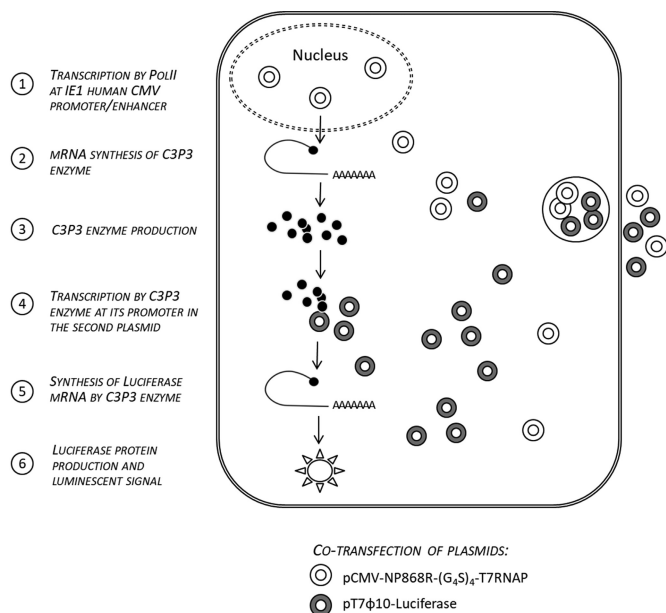 Nucleus
1
TRANSCRIPTION BY POLII
AT IE1 HUMAN CMV
PROMOTER/ENHANCER
2
MRNA SYNTHESIS OF C3P3
ENZYME
AAAAAAA
3
C3P3 ENZYME PRODUCTION
4
TRANSCRIPTION BY C3P3
ENZYME AT ITS PROMOTER IN
THE SECOND PLASMID
5
SYNTHESIS OF LUCIFERASE
MRNA BY C3P3 ENZYME
AAAAAAA
6
LUCIFERASE PROTEIN
PRODUCTION AND
LUMINESCENT SIGNAL
CO-TRANSFECTION OF PLASMIDS:
pCMV-NP868R-(G₄S)₄-T7RNAP
pT7ϕ10-Luciferase